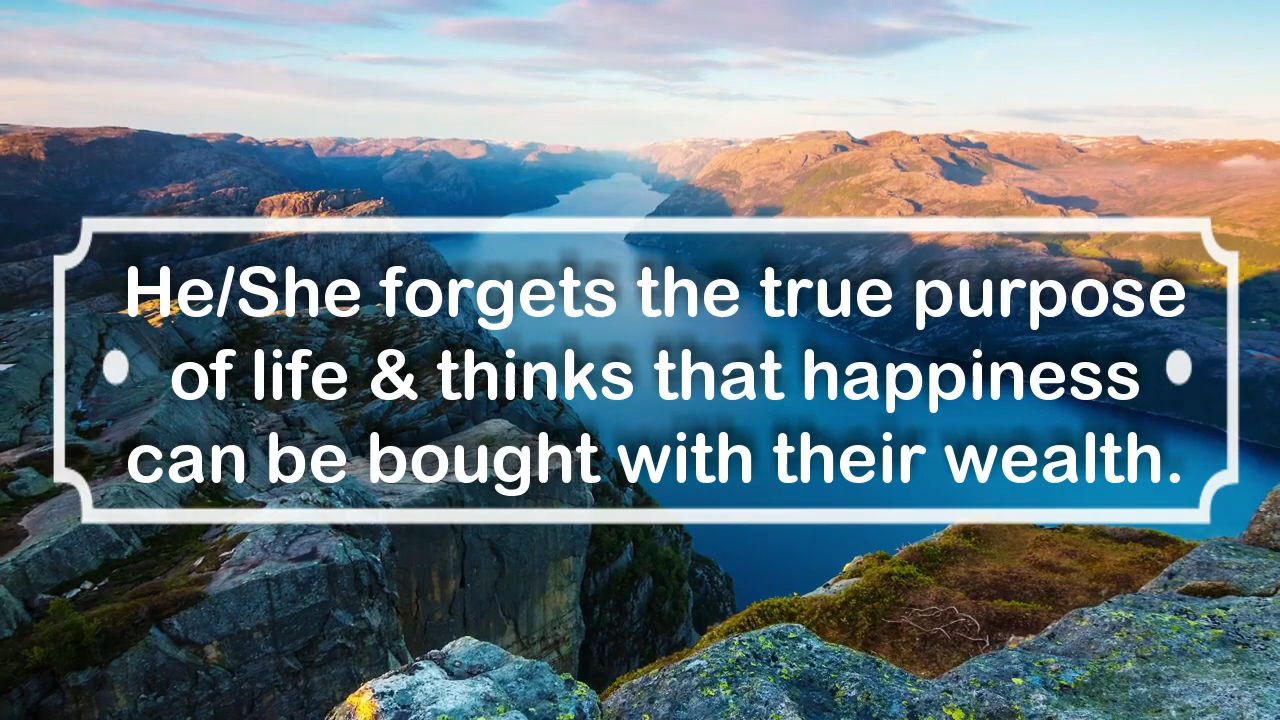 He/She forgets the true purpose
of life & thinks that happiness
can be bought with their wealth.